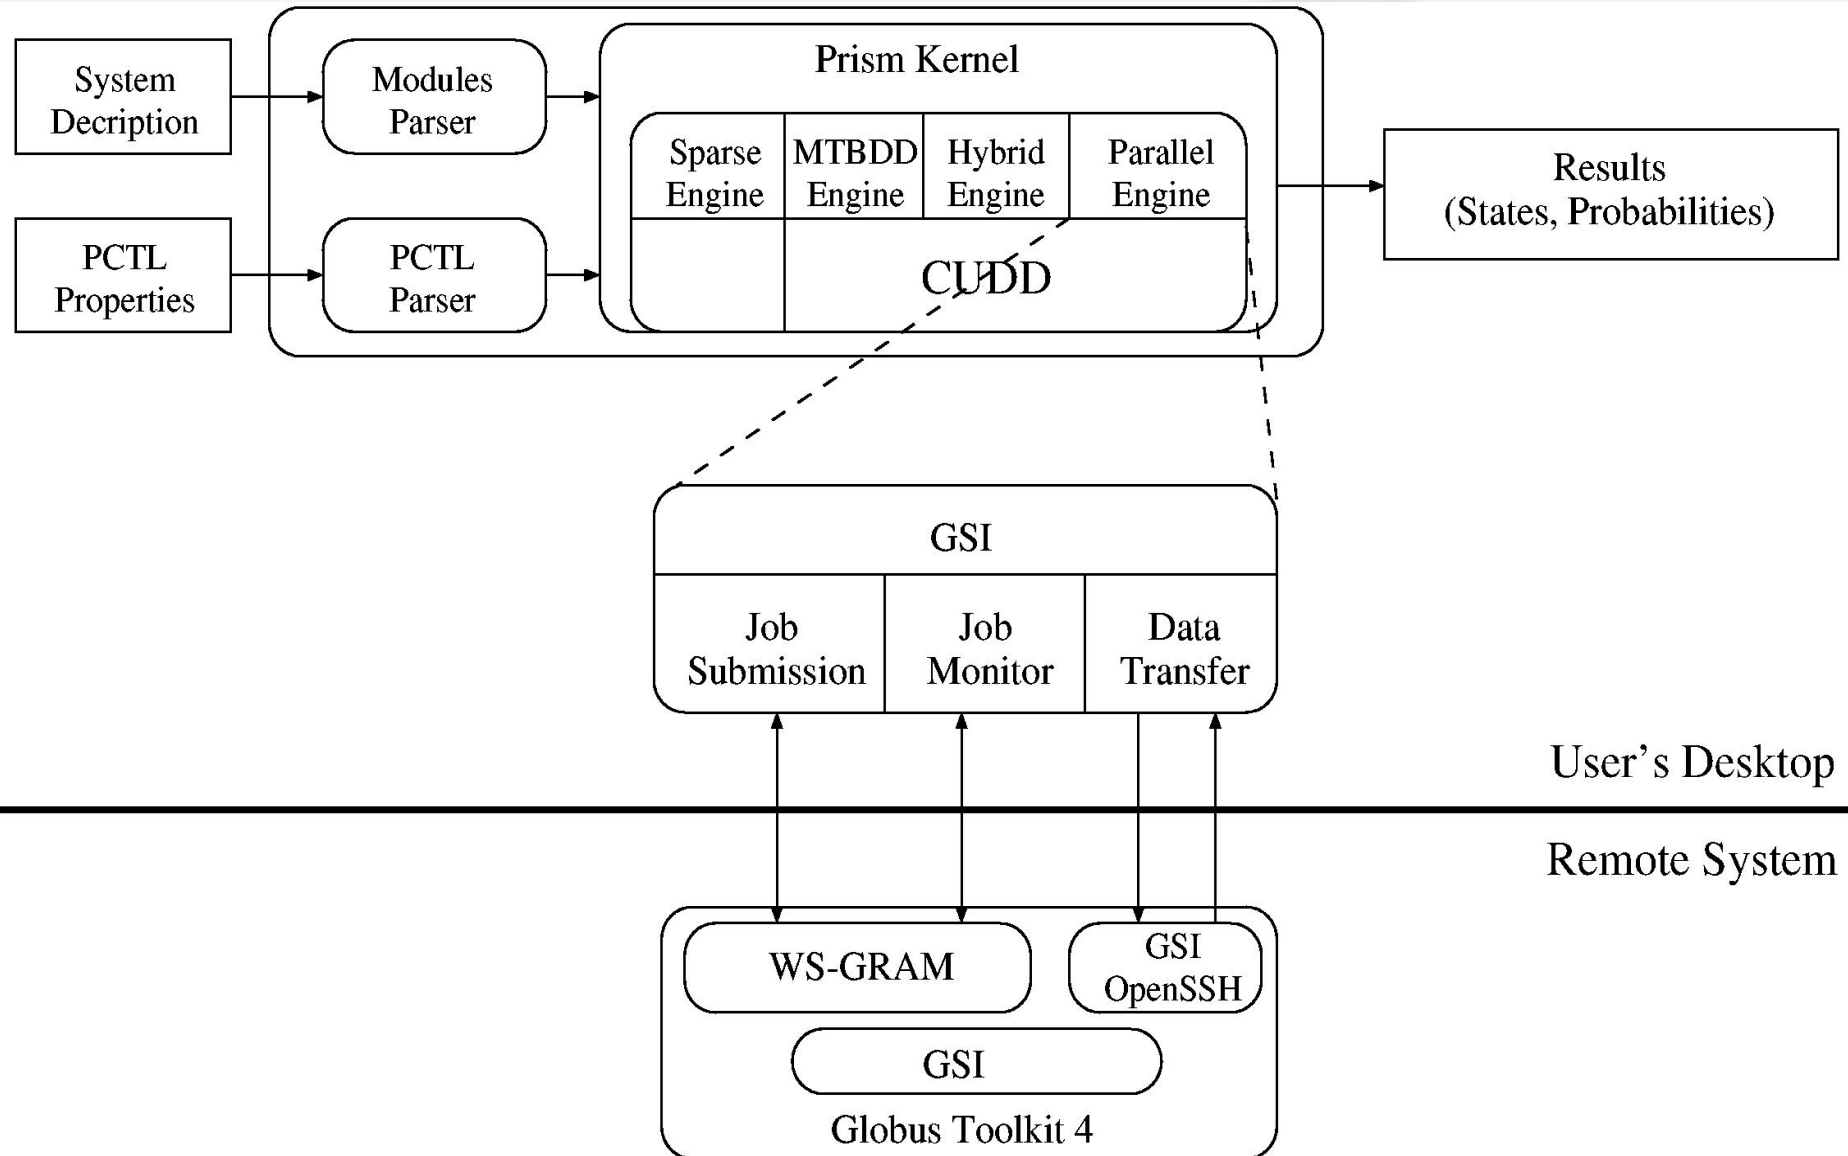 System
Decription
Modules
Parser
Prism Kernel
Sparse
Engine
MTBDD
Engine
Hybrid
Engine
Parallel
Engine
Results
(States, Probabilities)
PCTL
Properties
PCTL
Parser
CUDD
GSI
Job
Submission
Job
Monitor
Data
Transfer
User's Desktop
Remote System
WS-GRAM
GSI
OpenSSH
GSI
Globus Toolkit 4